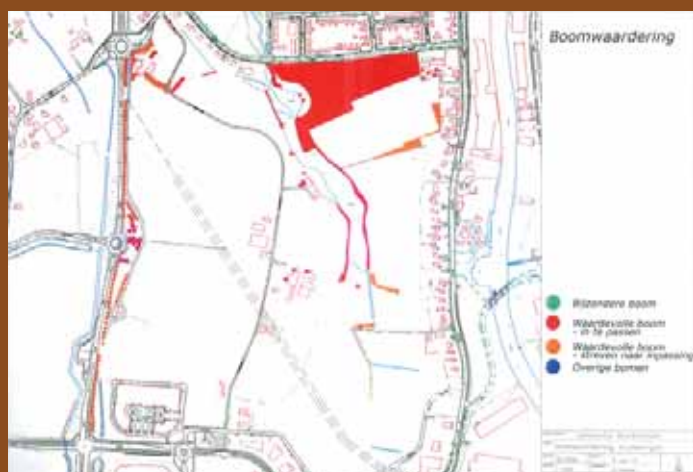 Boomwaardering
Bijzondere boom
Waardevolle boom
- in te passen
Waardevolle boom
- streven naar inpassing
Overige bomen